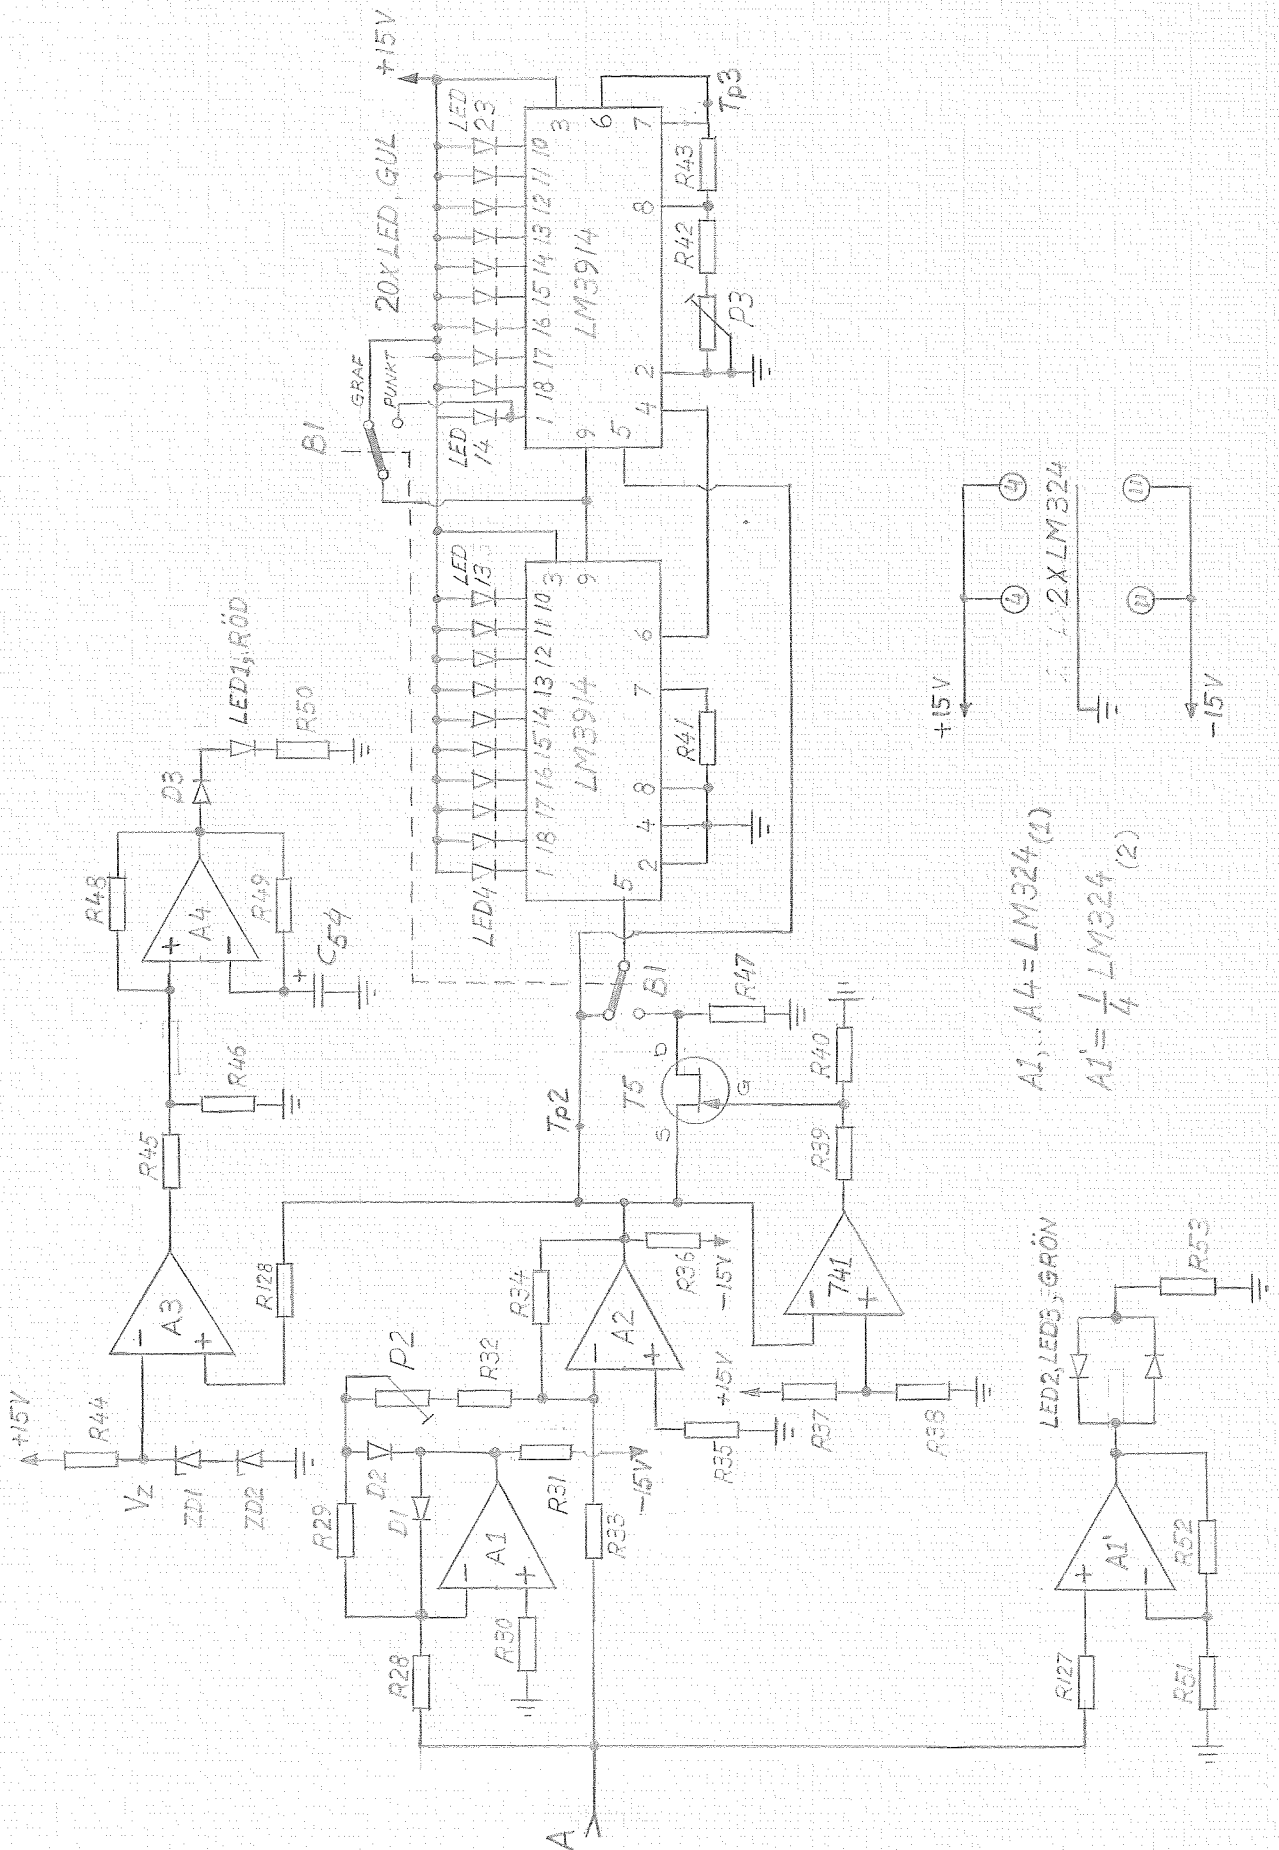 +15V
R44
Vz
ZD1
ZD2
A3
-
+
R128
R45
R46
R48
A4
+
-
R49
+
C54
D3
LED1, RÖD
R50
R29
D2
D1
P2
R32
R34
R28
A1
-
+
R30
R31
-15V
R33
A2
-
+
R35
R36
-15V
Tp2
T5
S
D
G
R47
B1
741
-
+
+15V
R37
R38
R39
R40
A
LED4
LED
13
1 18 17 16 15 14 13 12 11 10
3
9
LM3914
5
2 4 8 7 6
R41
B1
GRAF
PUNKT
20X LED, GUL
+15V
LED
14
LED
23
1 18 17 16 15 14 13 12 11 10
3
6
9
5
LM3914
4 2 8 7
P3
R42
R43
Tp3
R127
A1'
+
-
R51
R52
LED2, LED3, GRÖN
R53
A1,..A4 = LM324 (1)
A1' = 1/4 LM324 (2)
+15V
4
4
2 X LM324
11
11
-15V